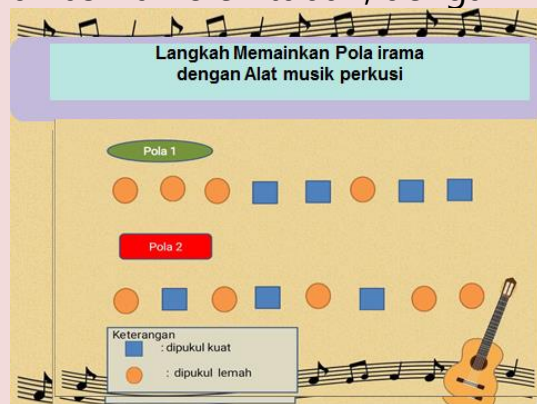 Langkah Memainkan Pola irama
dengan Alat musik perkusi
Pola 1
Pola 2
Keterangan
: dipukul kuat
: dipukul lemah